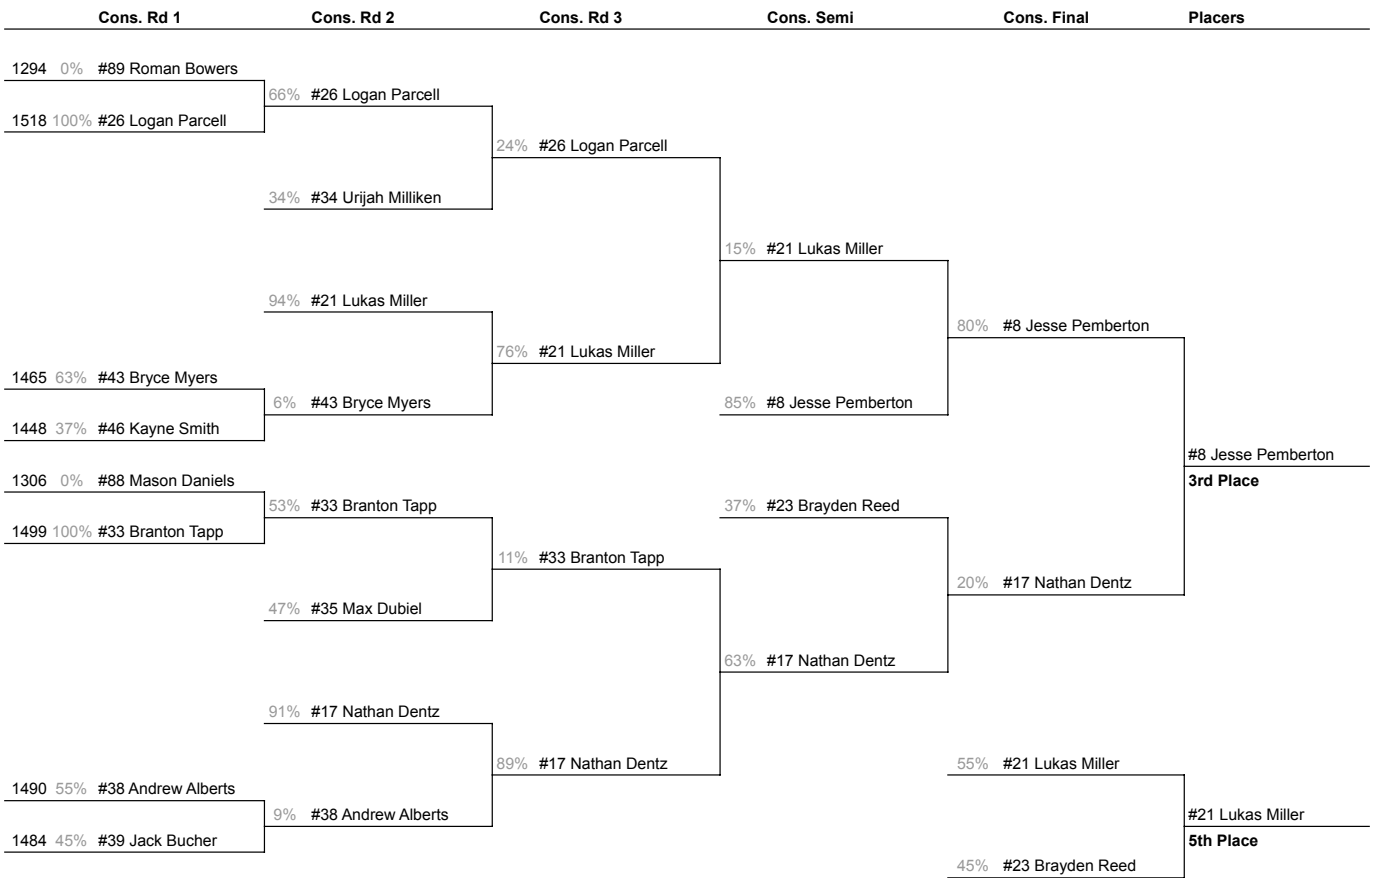 Cons. Rd 1 Cons. Rd 2 Cons. Rd 3 Cons. Semi Cons. Final Placers
1294 0% #89 Roman Bowers
66% #26 Logan Parcell
1518 100% #26 Logan Parcell
24% #26 Logan Parcell
34% #34 Urijah Milliken
15% #21 Lukas Miller
94% #21 Lukas Miller
80% #8 Jesse Pemberton
76% #21 Lukas Miller
1465 63% #43 Bryce Myers
6% #43 Bryce Myers
85% #8 Jesse Pemberton
1448 37% #46 Kayne Smith
#8 Jesse Pemberton
1306 0% #88 Mason Daniels
3rd Place
53% #33 Branton Tapp
37% #23 Brayden Reed
1499 100% #33 Branton Tapp
11% #33 Branton Tapp
20% #17 Nathan Dentz
47% #35 Max Dubiel
63% #17 Nathan Dentz
91% #17 Nathan Dentz
89% #17 Nathan Dentz
55% #21 Lukas Miller
1490 55% #38 Andrew Alberts
9% #38 Andrew Alberts
#21 Lukas Miller
1484 45% #39 Jack Bucher
5th Place
45% #23 Brayden Reed